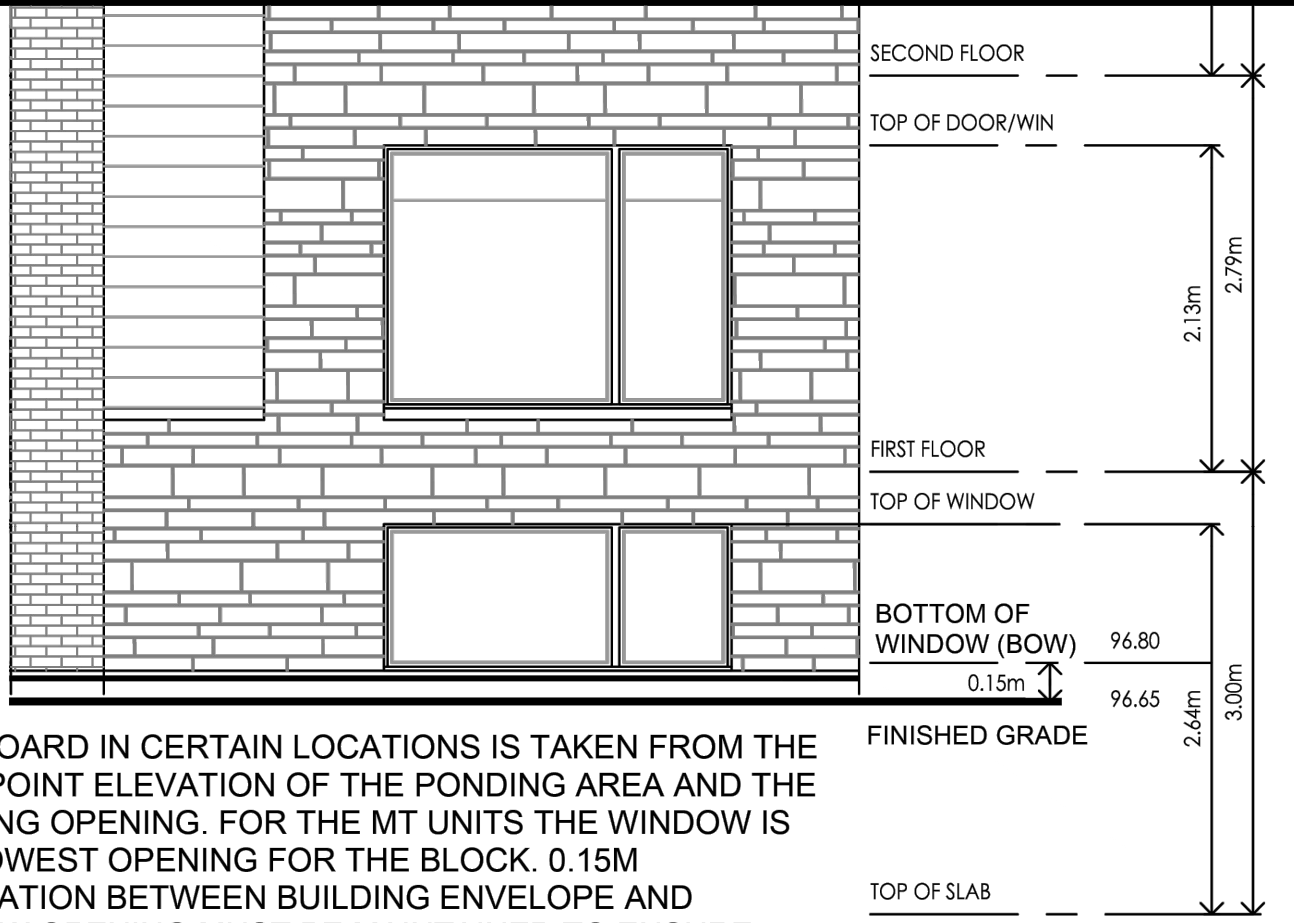 SECOND FLOOR
TOP OF DOOR/WIN
2.79m
2.13m
FIRST FLOOR
TOP OF WINDOW
BOTTOM OF
WINDOW (BOW) 96.80
0.15m
96.65
2.64m
3.00m
FINISHED GRADE
OARD IN CERTAIN LOCATIONS IS TAKEN FROM THE
POINT ELEVATION OF THE PONDING AREA AND THE
NG OPENING. FOR THE MT UNITS THE WINDOW IS
OWEST OPENING FOR THE BLOCK. 0.15M
ATION BETWEEN BUILDING ENVELOPE AND
TOP OF SLAB